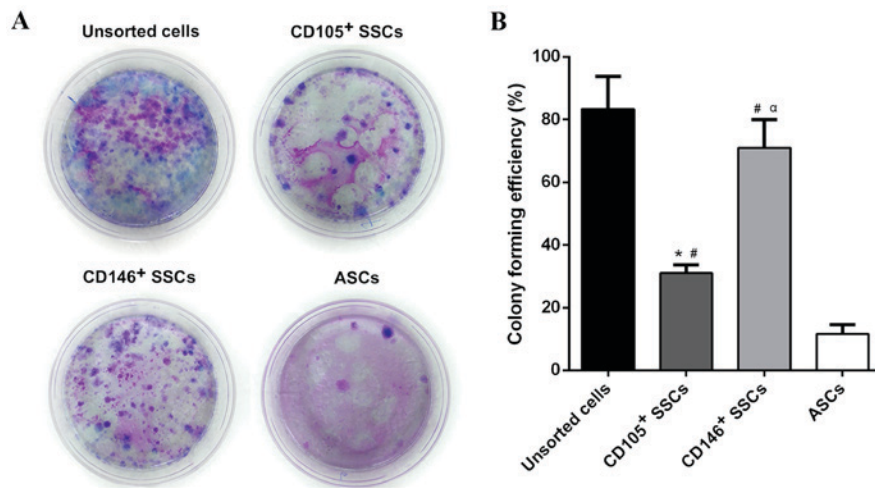 A
Unsorted cells
CD105⁺ SSCs
CD146⁺ SSCs
ASCs
B
Colony forming efficiency (%)
100
80
60
40
20
0
* #
# α
Unsorted cells
CD105⁺ SSCs
CD146⁺ SSCs
ASCs